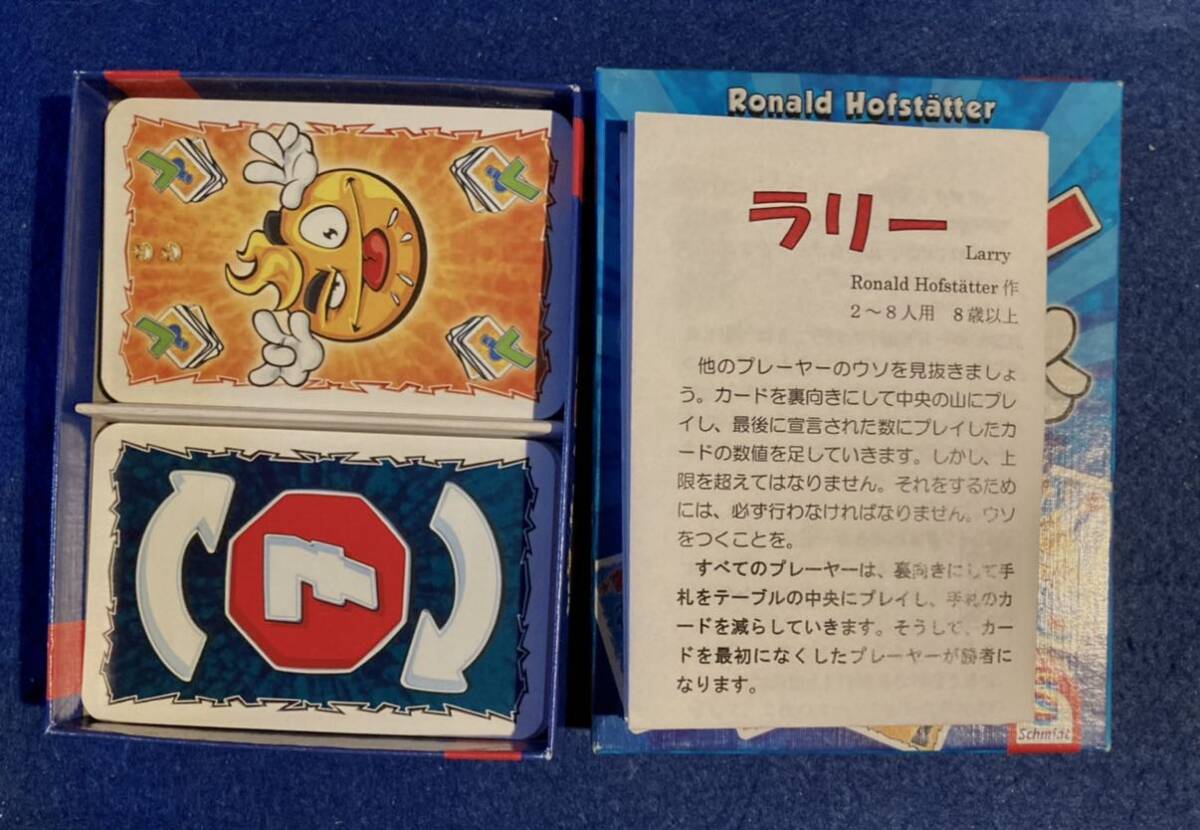 Ronald Hofstätter
ラリー
Larry
Ronald Hofstätter 作
2〜8人用 8歳以上
他のプレーヤーのウソを見抜きましょ
う。カードを裏向きにして中央の山にプレ
イし、最後に宣言された数にプレイしたカ
ードの数値を足していきます。しかし、上
限を超えてはなりません。それをするため
には、必ず行わなければなりません。ウソ
をつくことを。
すべてのプレーヤーは、裏向きにして手
札をテーブルの中央にプレイし、手札のカ
ードを減らしていきます。そうして、カー
ドを最初になくしたプレーヤーが勝者に
なります。
Schmidt